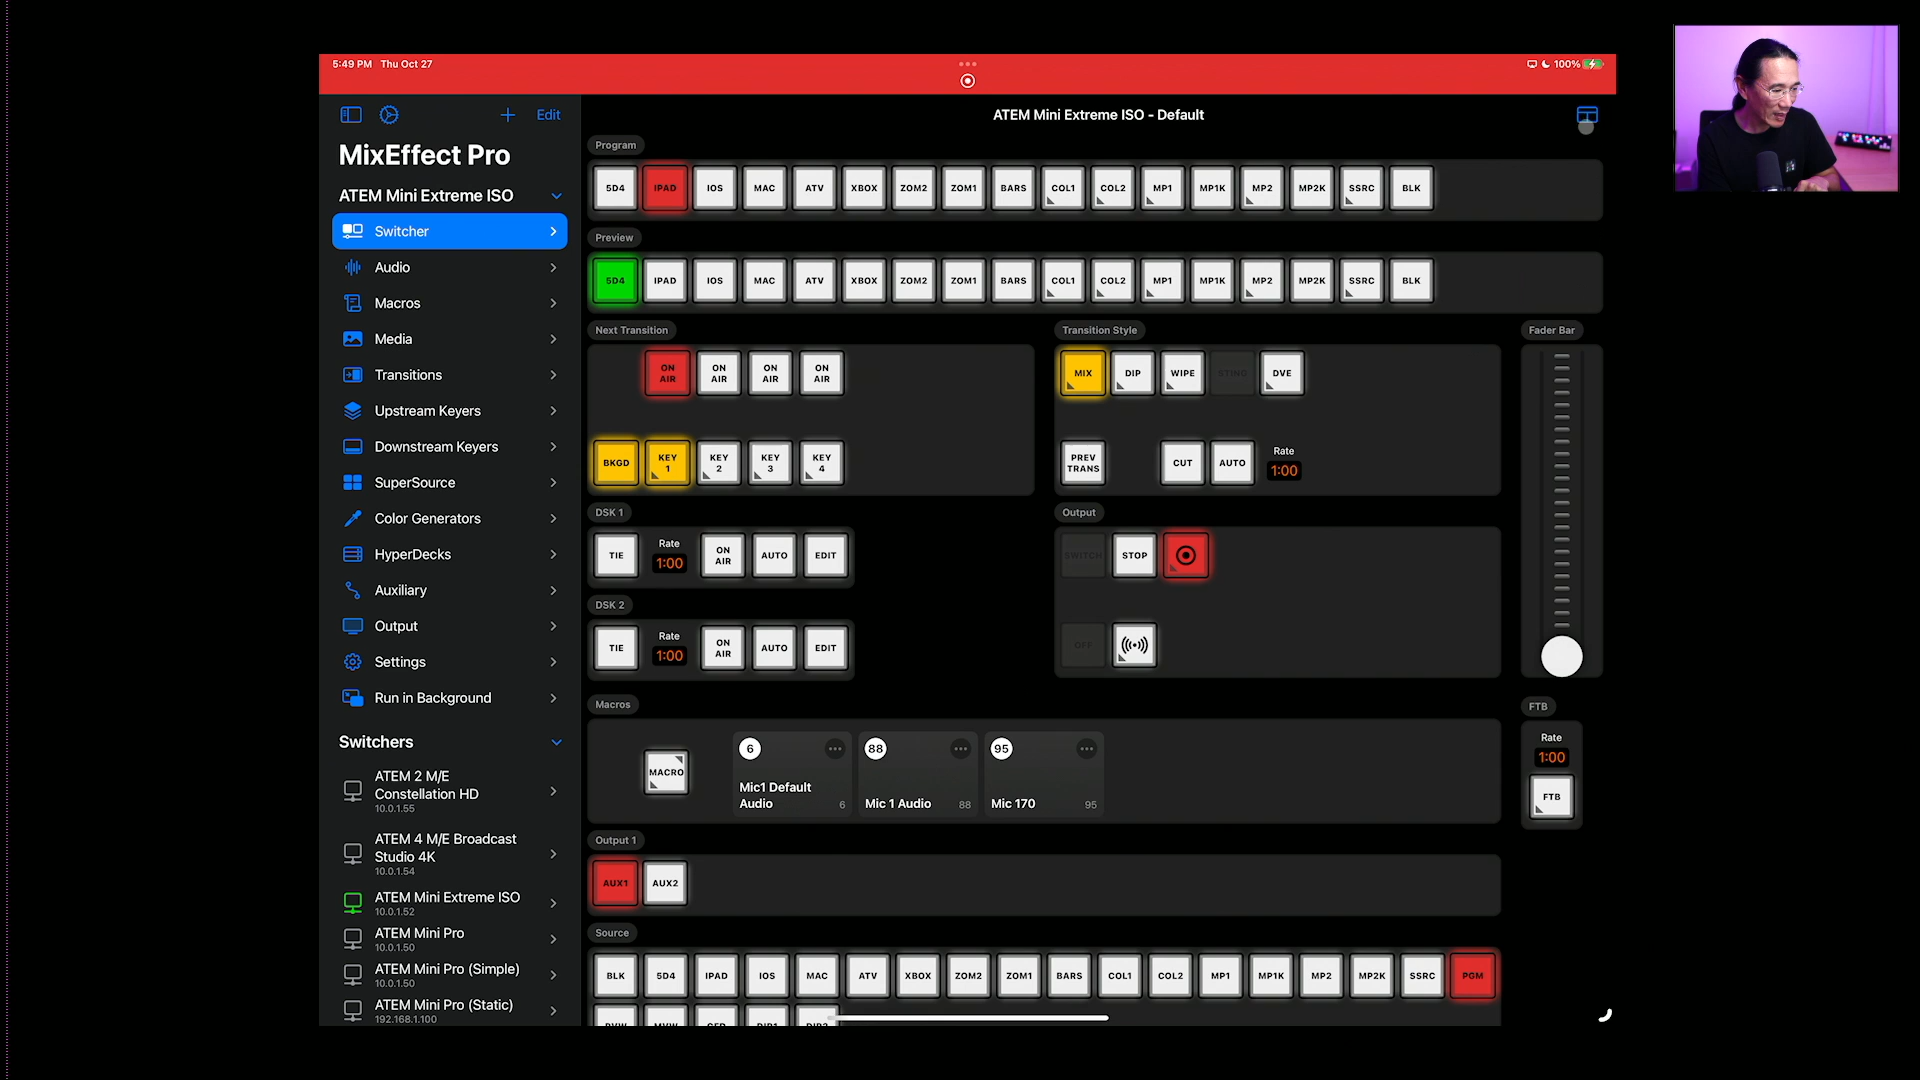 5:49 PM Thu Oct 27
100%
Edit
ATEM Mini Extreme ISO - Default
MixEffect Pro
ATEM Mini Extreme ISO
Switcher
Audio
Macros
Media
Transitions
Upstream Keyers
Downstream Keyers
SuperSource
Color Generators
HyperDecks
Auxiliary
Output
Settings
Run in Background
Switchers
ATEM 2 M/E
Constellation HD
10.0.1.55
ATEM 4 M/E Broadcast
Studio 4K
10.0.1.54
ATEM Mini Extreme ISO
10.0.1.52
ATEM Mini Pro
10.0.1.50
ATEM Mini Pro (Simple)
10.0.1.50
ATEM Mini Pro (Static)
192.168.1.100
Program
5D4 IPAD IOS MAC ATV XBOX ZOM2 ZOM1 BARS COL1 COL2 MP1 MP1K MP2 MP2K SSRC BLK
Preview
5D4 IPAD IOS MAC ATV XBOX ZOM2 ZOM1 BARS COL1 COL2 MP1 MP1K MP2 MP2K SSRC BLK
Next Transition
ON AIR ON AIR ON AIR ON AIR
BKGD KEY 1 KEY 2 KEY 3 KEY 4
Transition Style
MIX DIP WIPE STING DVE
PREV TRANS CUT AUTO Rate 1:00
Fader Bar
DSK 1
TIE Rate 1:00 ON AIR AUTO EDIT
Output
SWITCH STOP
OFF
DSK 2
TIE Rate 1:00 ON AIR AUTO EDIT
Macros
MACRO
6
Mic1 Default
Audio 6
88
Mic 1 Audio 88
95
Mic 170 95
FTB
Rate
1:00
FTB
Output 1
AUX1 AUX2
Source
BLK 5D4 IPAD IOS MAC ATV XBOX ZOM2 ZOM1 BARS COL1 COL2 MP1 MP1K MP2 MP2K SSRC PGM